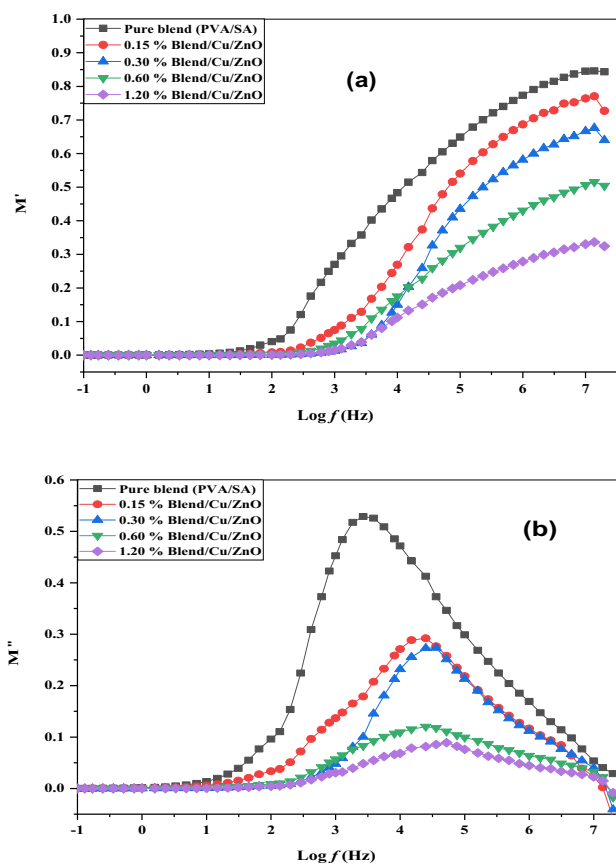 Pure blend (PVA/SA)
0.15 % Blend/Cu/ZnO
0.30 % Blend/Cu/ZnO
0.60 % Blend/Cu/ZnO
1.20 % Blend/Cu/ZnO
(a)
1.0
0.9
0.8
0.7
0.6
0.5
0.4
0.3
0.2
0.1
0.0
M'
-1 0 1 2 3 4 5 6 7
Log f (Hz)
Pure blend (PVA/SA)
0.15 % Blend/Cu/ZnO
0.30 % Blend/Cu/ZnO
0.60 % Blend/Cu/ZnO
1.20 % Blend/Cu/ZnO
(b)
0.6
0.5
0.4
0.3
0.2
0.1
0.0
M"
-1 0 1 2 3 4 5 6 7
Log f (Hz)